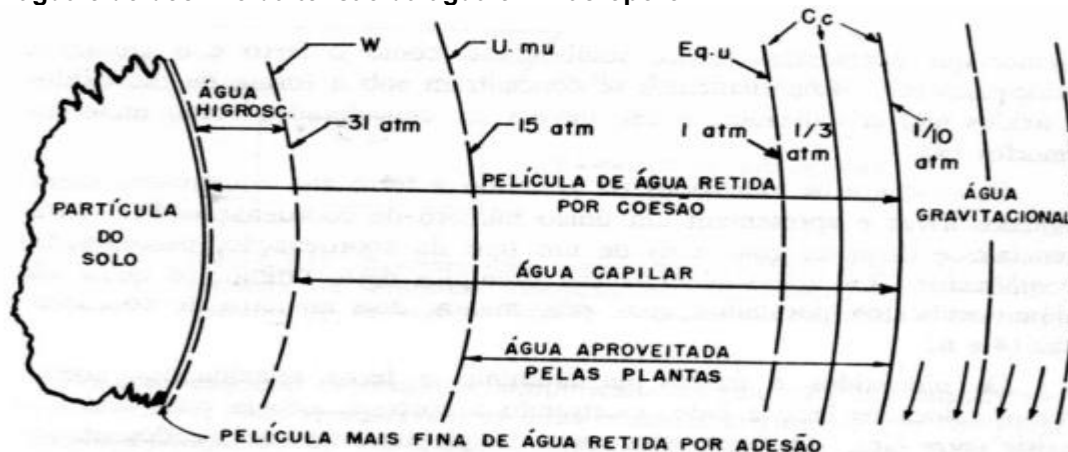 W
U. mu
Eq.u
Cc
ÁGUA
HIGROSC.
31 atm
15 atm
1 atm
1/3
atm
1/10
atm
PELÍCULA DE ÁGUA RETIDA
POR COESÃO
ÁGUA
GRAVITACIONAL
PARTÍCULA
DO
SOLO
ÁGUA CAPILAR
ÁGUA APROVEITADA
PELAS PLANTAS
PELÍCULA MAIS FINA DE ÁGUA RETIDA POR ADESÃO